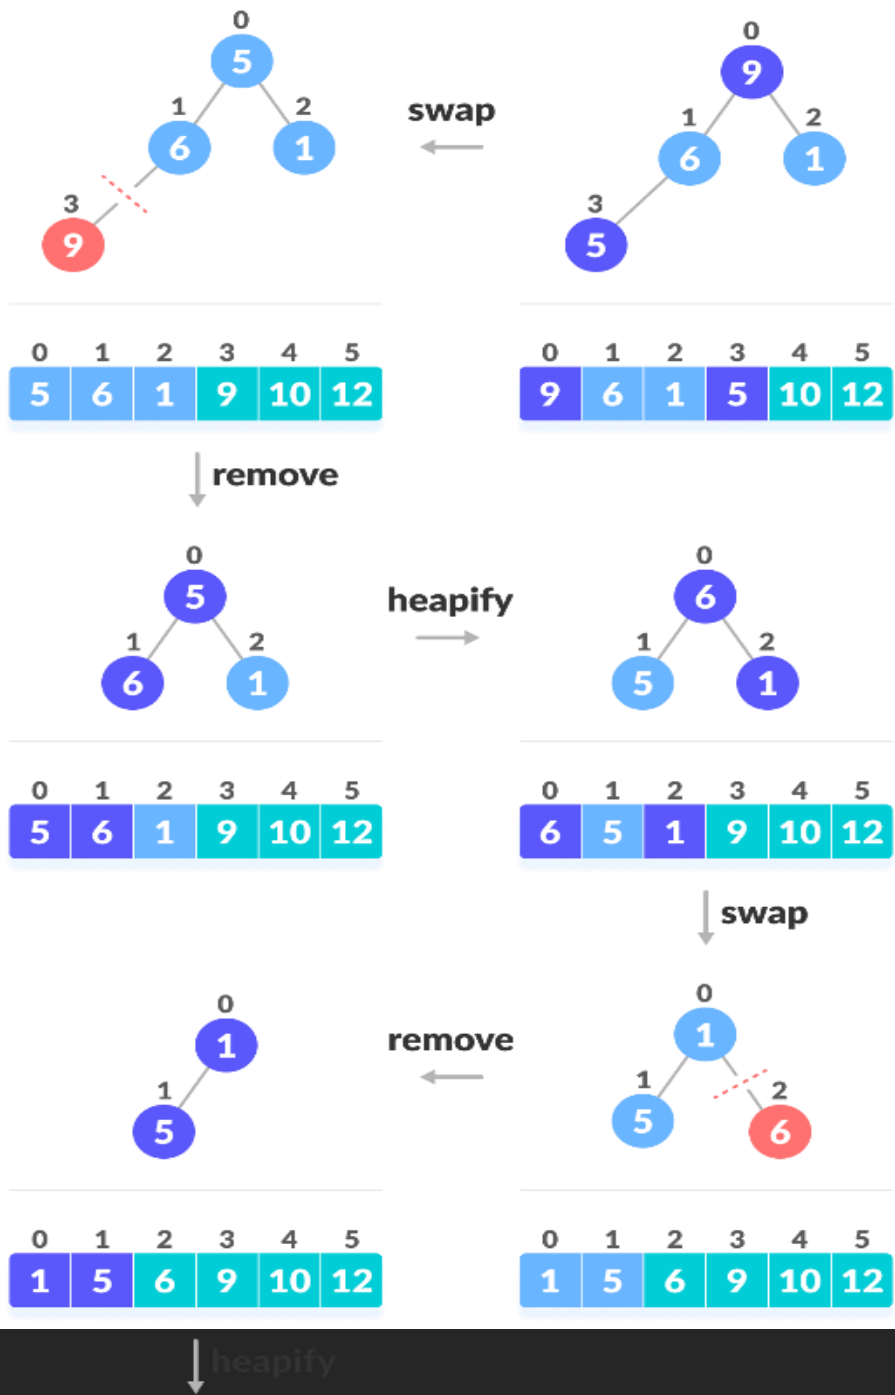 0 0
5 9
1 2 swap 1 2
6 1 6 1
3 3
9 5
0 1 2 3 4 5 0 1 2 3 4 5
5 6 1 9 10 12 9 6 1 5 10 12
remove
0 0
5 heapify 6
1 2 1 2
6 1 5 1
0 1 2 3 4 5 0 1 2 3 4 5
5 6 1 9 10 12 6 5 1 9 10 12
swap
0 0
1 remove 1
1 1 2
5 5 6
0 1 2 3 4 5 0 1 2 3 4 5
1 5 6 9 10 12 1 5 6 9 10 12
heapify